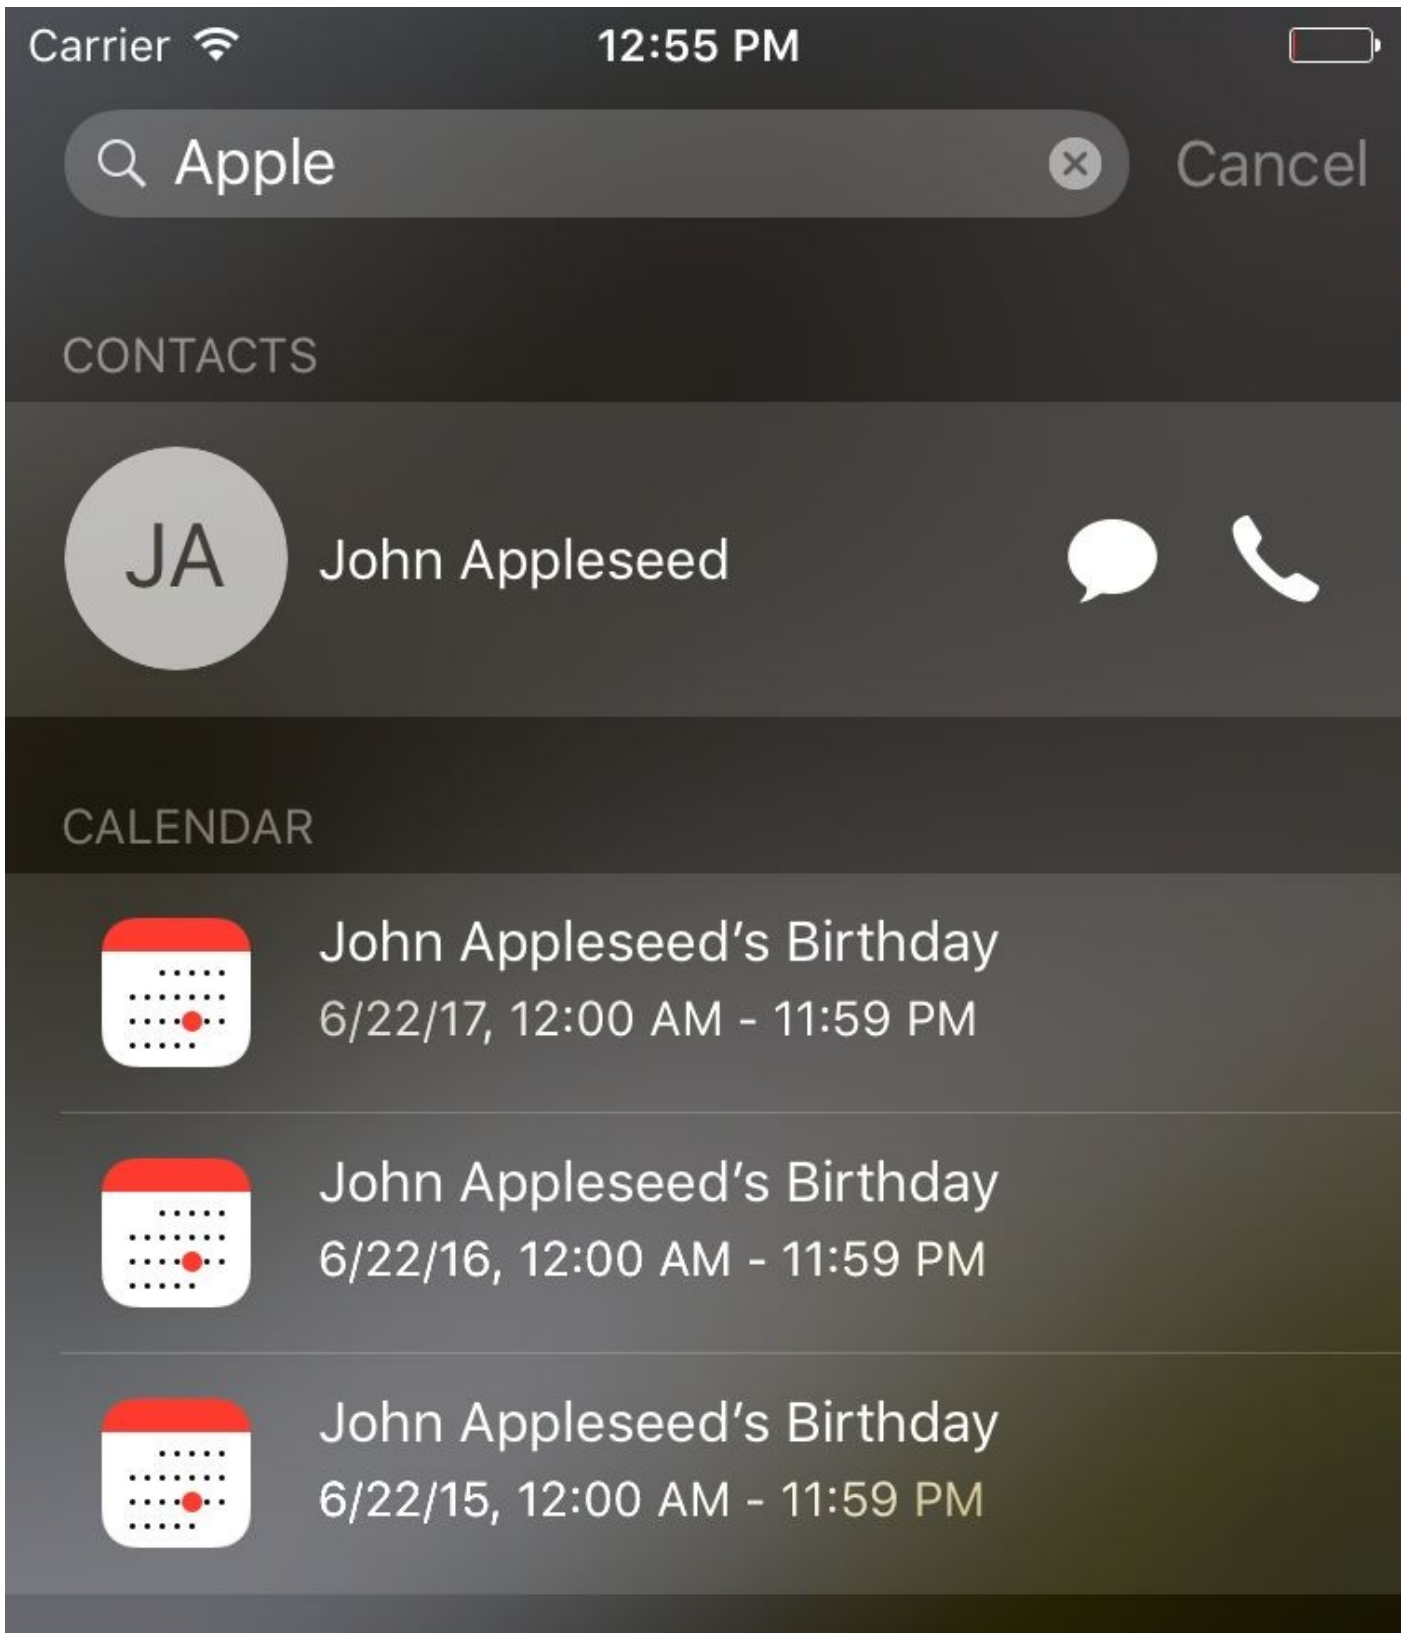 Carrier 12:55 PM
Apple Cancel
CONTACTS
JA John Appleseed
CALENDAR
John Appleseed’s Birthday
6/22/17, 12:00 AM - 11:59 PM
John Appleseed’s Birthday
6/22/16, 12:00 AM - 11:59 PM
John Appleseed’s Birthday
6/22/15, 12:00 AM - 11:59 PM